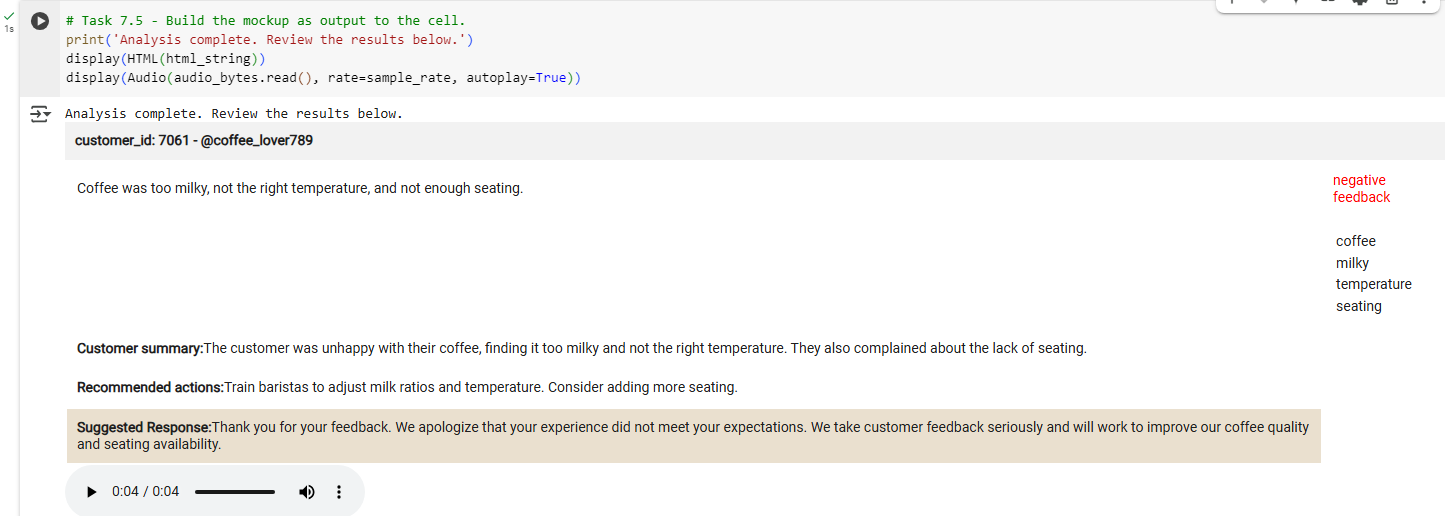 1s
# Task 7.5 - Build the mockup as output to the cell.
print('Analysis complete. Review the results below.')
display(HTML(html_string))
display(Audio(audio_bytes.read(), rate=sample_rate, autoplay=True))
Analysis complete. Review the results below.
customer_id: 7061 - @coffee_lover789
Coffee was too milky, not the right temperature, and not enough seating.
negative
feedback
coffee
milky
temperature
seating
Customer summary:The customer was unhappy with their coffee, finding it too milky and not the right temperature. They also complained about the lack of seating.
Recommended actions:Train baristas to adjust milk ratios and temperature. Consider adding more seating.
Suggested Response:Thank you for your feedback. We apologize that your experience did not meet your expectations. We take customer feedback seriously and will work to improve our coffee quality
and seating availability.
0:04 / 0:04